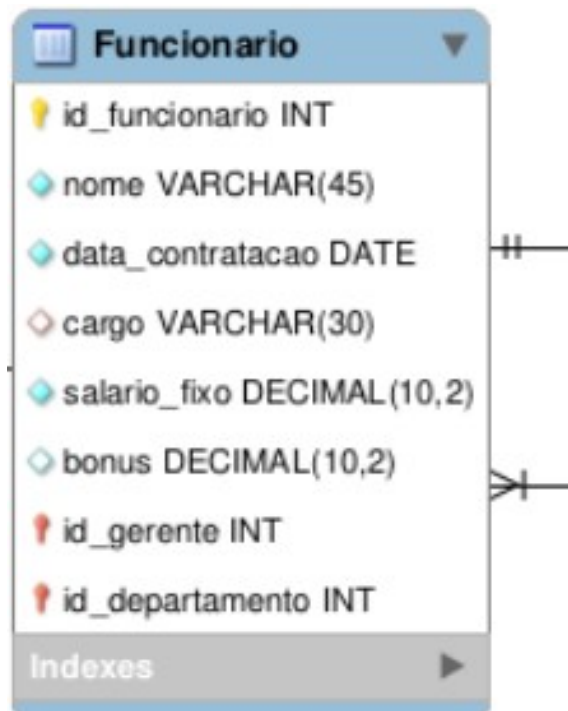 Funcionario
id_funcionario INT
nome VARCHAR(45)
data_contratacao DATE
cargo VARCHAR(30)
salario_fixo DECIMAL(10,2)
bonus DECIMAL(10,2)
id_gerente INT
id_departamento INT
Indexes